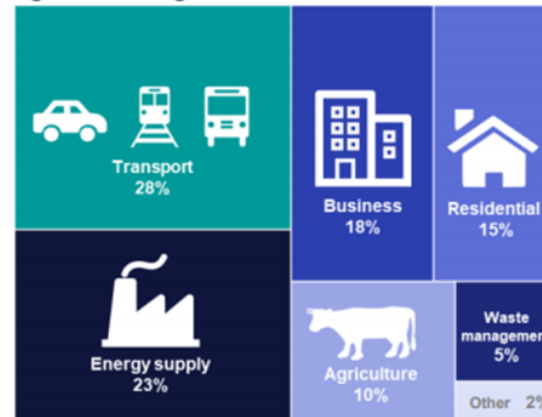 Transport
28%
Business
18%
Residential
15%
Energy supply
23%
Agriculture
10%
Waste
managemen
5%
Other 2%